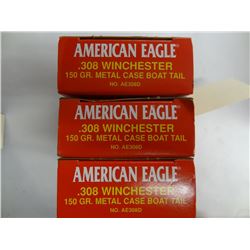 AMERICAN EAGLE
.308 WINCHESTER
150 GR. METAL CASE BOAT TAIL
NO. AE308D
AMERICAN EAGLE
.308 WINCHESTER
150 GR. METAL CASE BOAT TAIL
NO. AE308D
AMERICAN EAGLE
.308 WINCHESTER
150 GR. METAL CASE BOAT TAIL
NO. AE308D